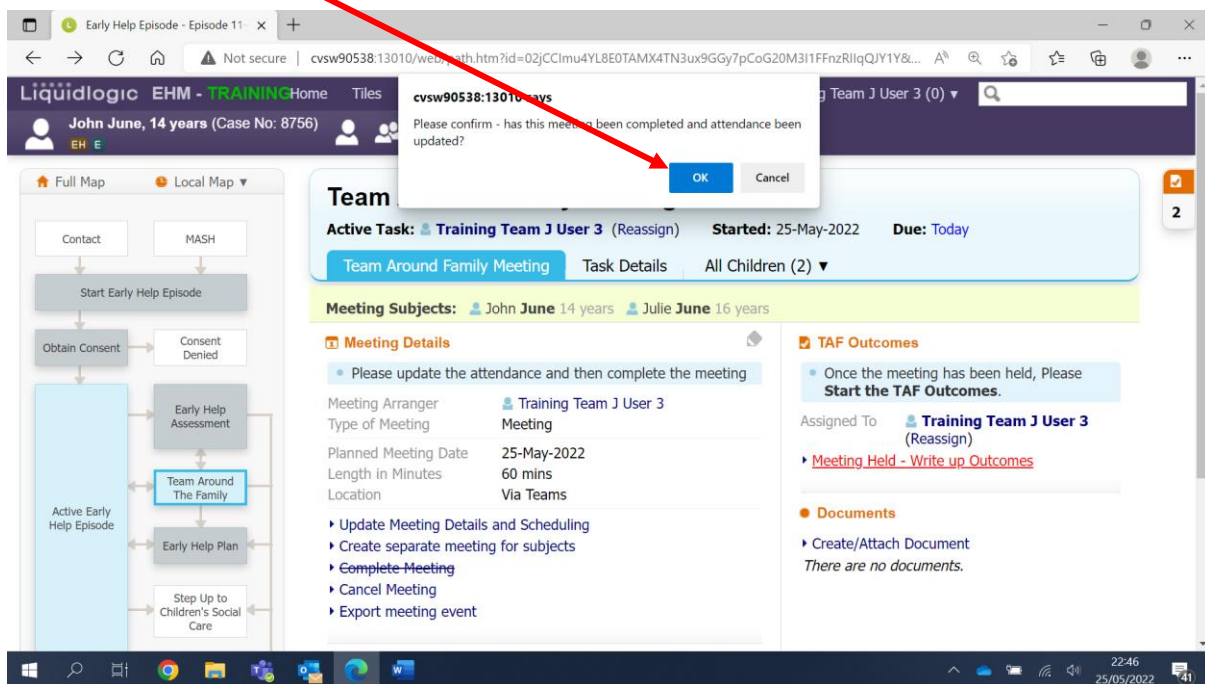 Early Help Episode - Episode 11
Not secure | cvsw90538:13010/web/path.htm?id=02jCCImu4YL8E0TAMX4TN3ux9GGy7pCoG20M3I1FFnzRIIqQJY1Y&...
Liquidlogic EHM - TRAINING Home Tiles
g Team J User 3 (0) ▾
John June, 14 years (Case No: 8756)
EH E
cvsw90538:13010 says
Please confirm - has this meeting been completed and attendance been
updated?
OK Cancel
Full Map Local Map ▾
Contact MASH
Start Early Help Episode
Obtain Consent
Consent
Denied
Early Help
Assessment
Team Around
The Family
Active Early
Help Episode
Early Help Plan
Step Up to
Children's Social
Care
Team
Active Task: Training Team J User 3 (Reassign) Started: 25-May-2022 Due: Today
Team Around Family Meeting Task Details All Children (2) ▼
2
Meeting Subjects: John June 14 years Julie June 16 years
Meeting Details
Please update the attendance and then complete the meeting
Meeting Arranger Training Team J User 3
Type of Meeting Meeting
Planned Meeting Date 25-May-2022
Length in Minutes 60 mins
Location Via Teams
Update Meeting Details and Scheduling
Create separate meeting for subjects
Complete Meeting
Cancel Meeting
Export meeting event
TAF Outcomes
Once the meeting has been held, Please
Start the TAF Outcomes.
Assigned To Training Team J User 3
(Reassign)
Meeting Held - Write up Outcomes
Documents
Create/Attach Document
There are no documents.
22:46
25/05/2022
41